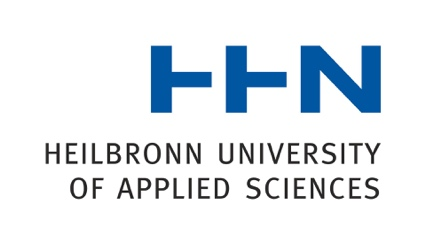 HHN
HEILBRONN UNIVERSITY
OF APPLIED SCIENCES